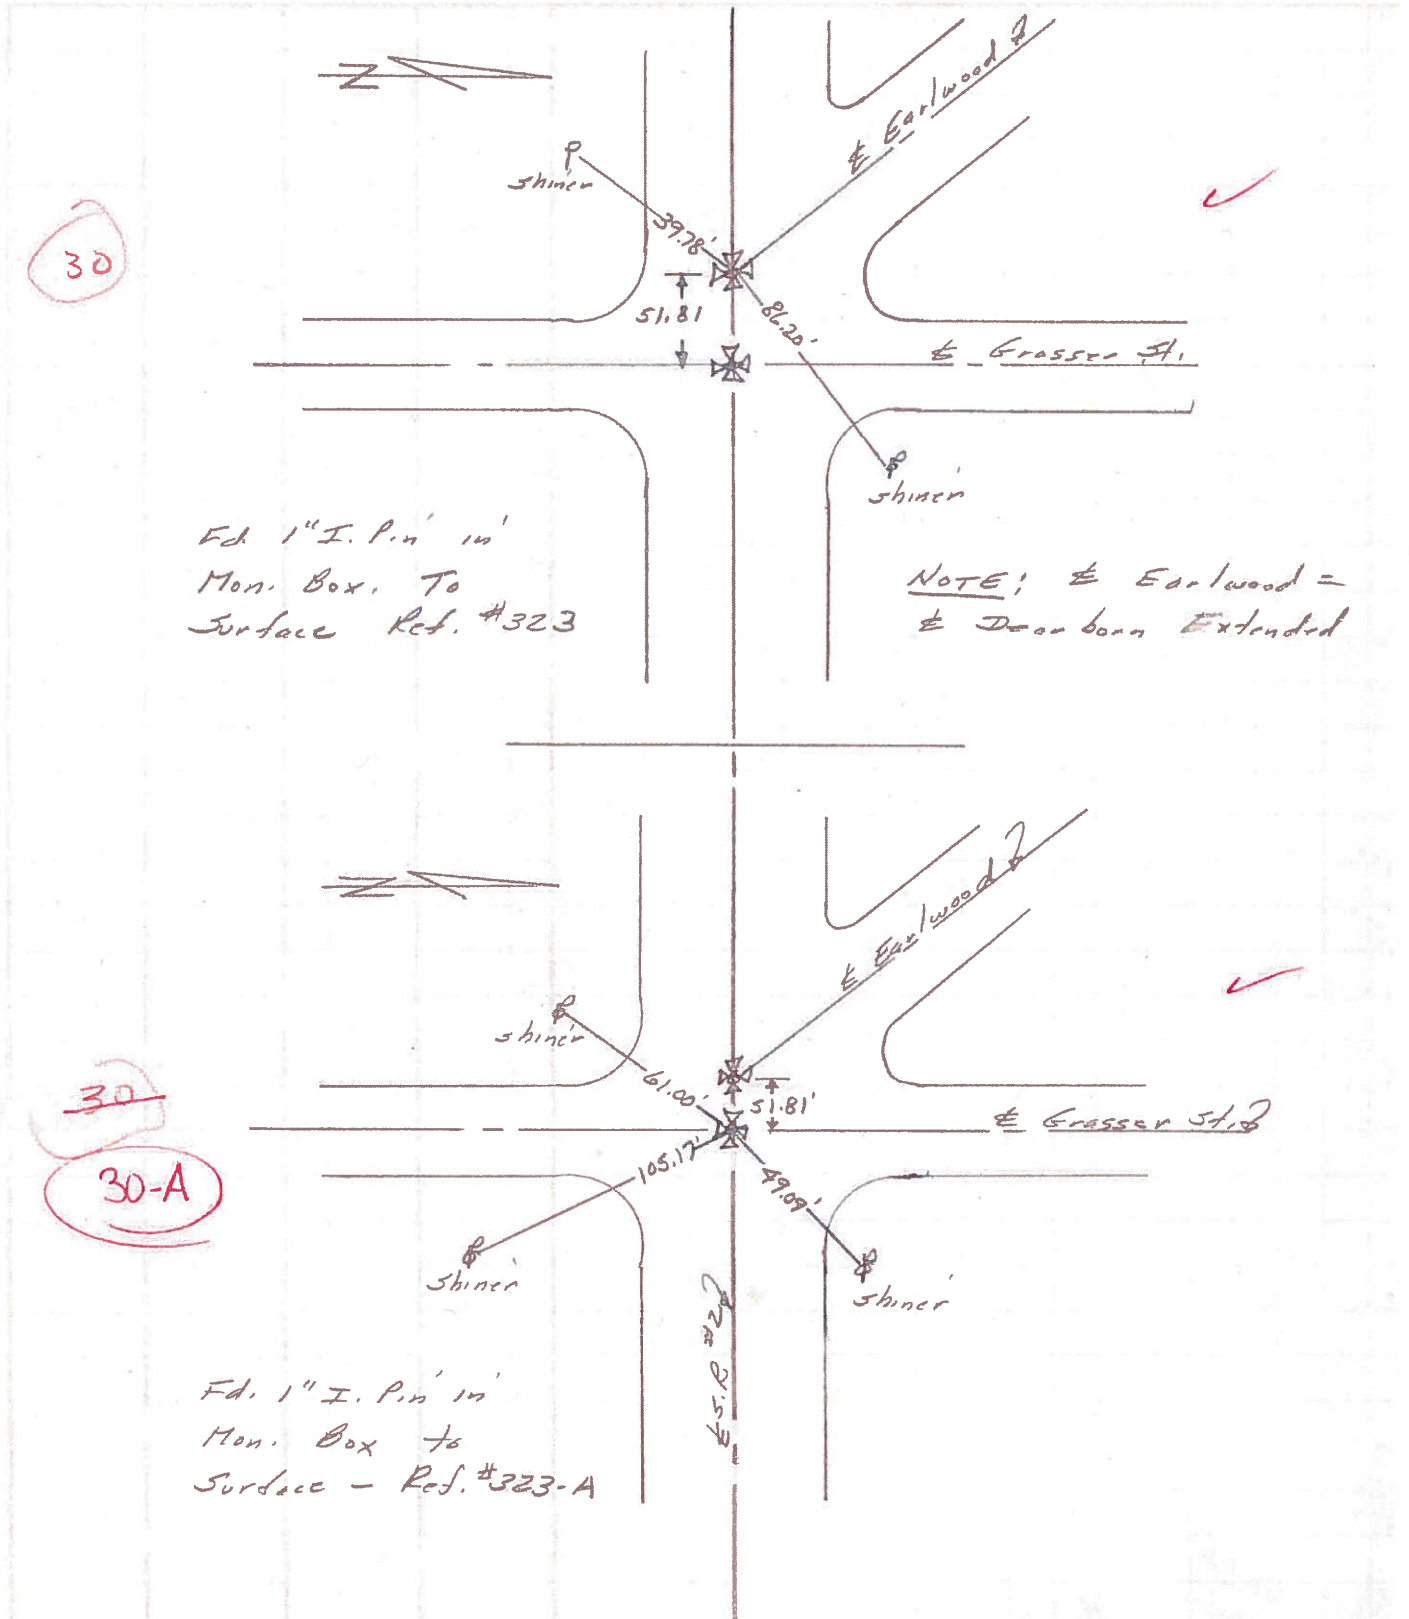 N
℄ Earlwood
shiner
39.78'
30
51.81
86.20'
℄ Grosser St.
shiner
Fd. 1" I. Pin in
Mon. Box. To
Surface Ref. #323
NOTE: ℄ Earlwood =
℄ Dearborn Extended
N
℄ Earlwood
shiner
61.00'
51.81'
30
℄ Grosser St.
30-A
105.17'
49.09'
shiner
shiner
℄ S.R #2
Fd. 1" I. Pin in
Mon. Box to
Surface - Ref. #323-A